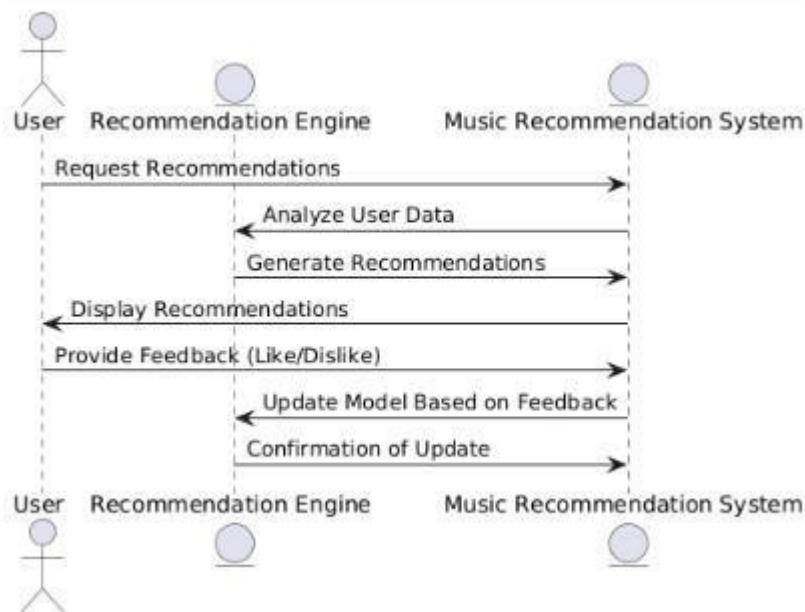 User Recommendation Engine Music Recommendation System
Request Recommendations
Analyze User Data
Generate Recommendations
Display Recommendations
Provide Feedback (Like/Dislike)
Update Model Based on Feedback
Confirmation of Update
User Recommendation Engine Music Recommendation System